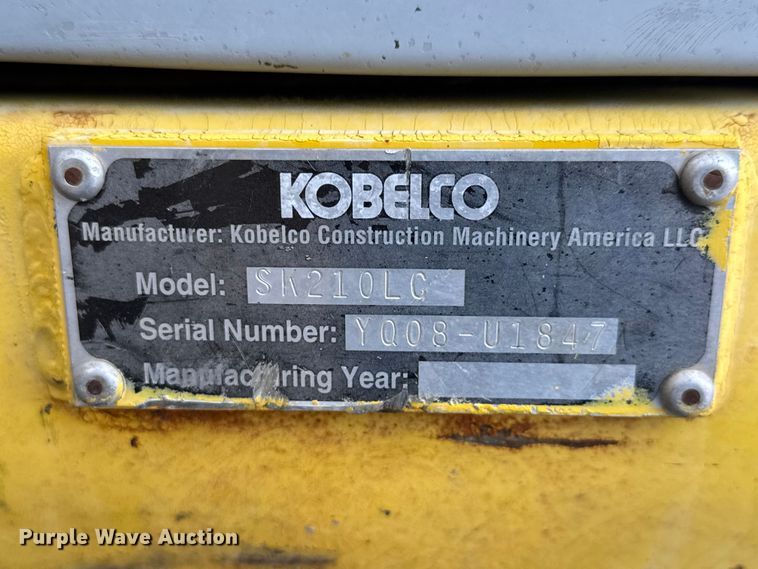 KOBELCO
Manufacturer: Kobelco Construction Machinery America LLC
Model: SK210LC
Serial Number: YQ08-U1847
Manufacturing Year:
Purple Wave Auction®